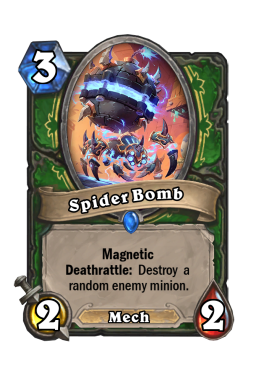 3
Spider Bomb
Magnetic
Deathrattle: Destroy a
random enemy minion.
2 Mech 2